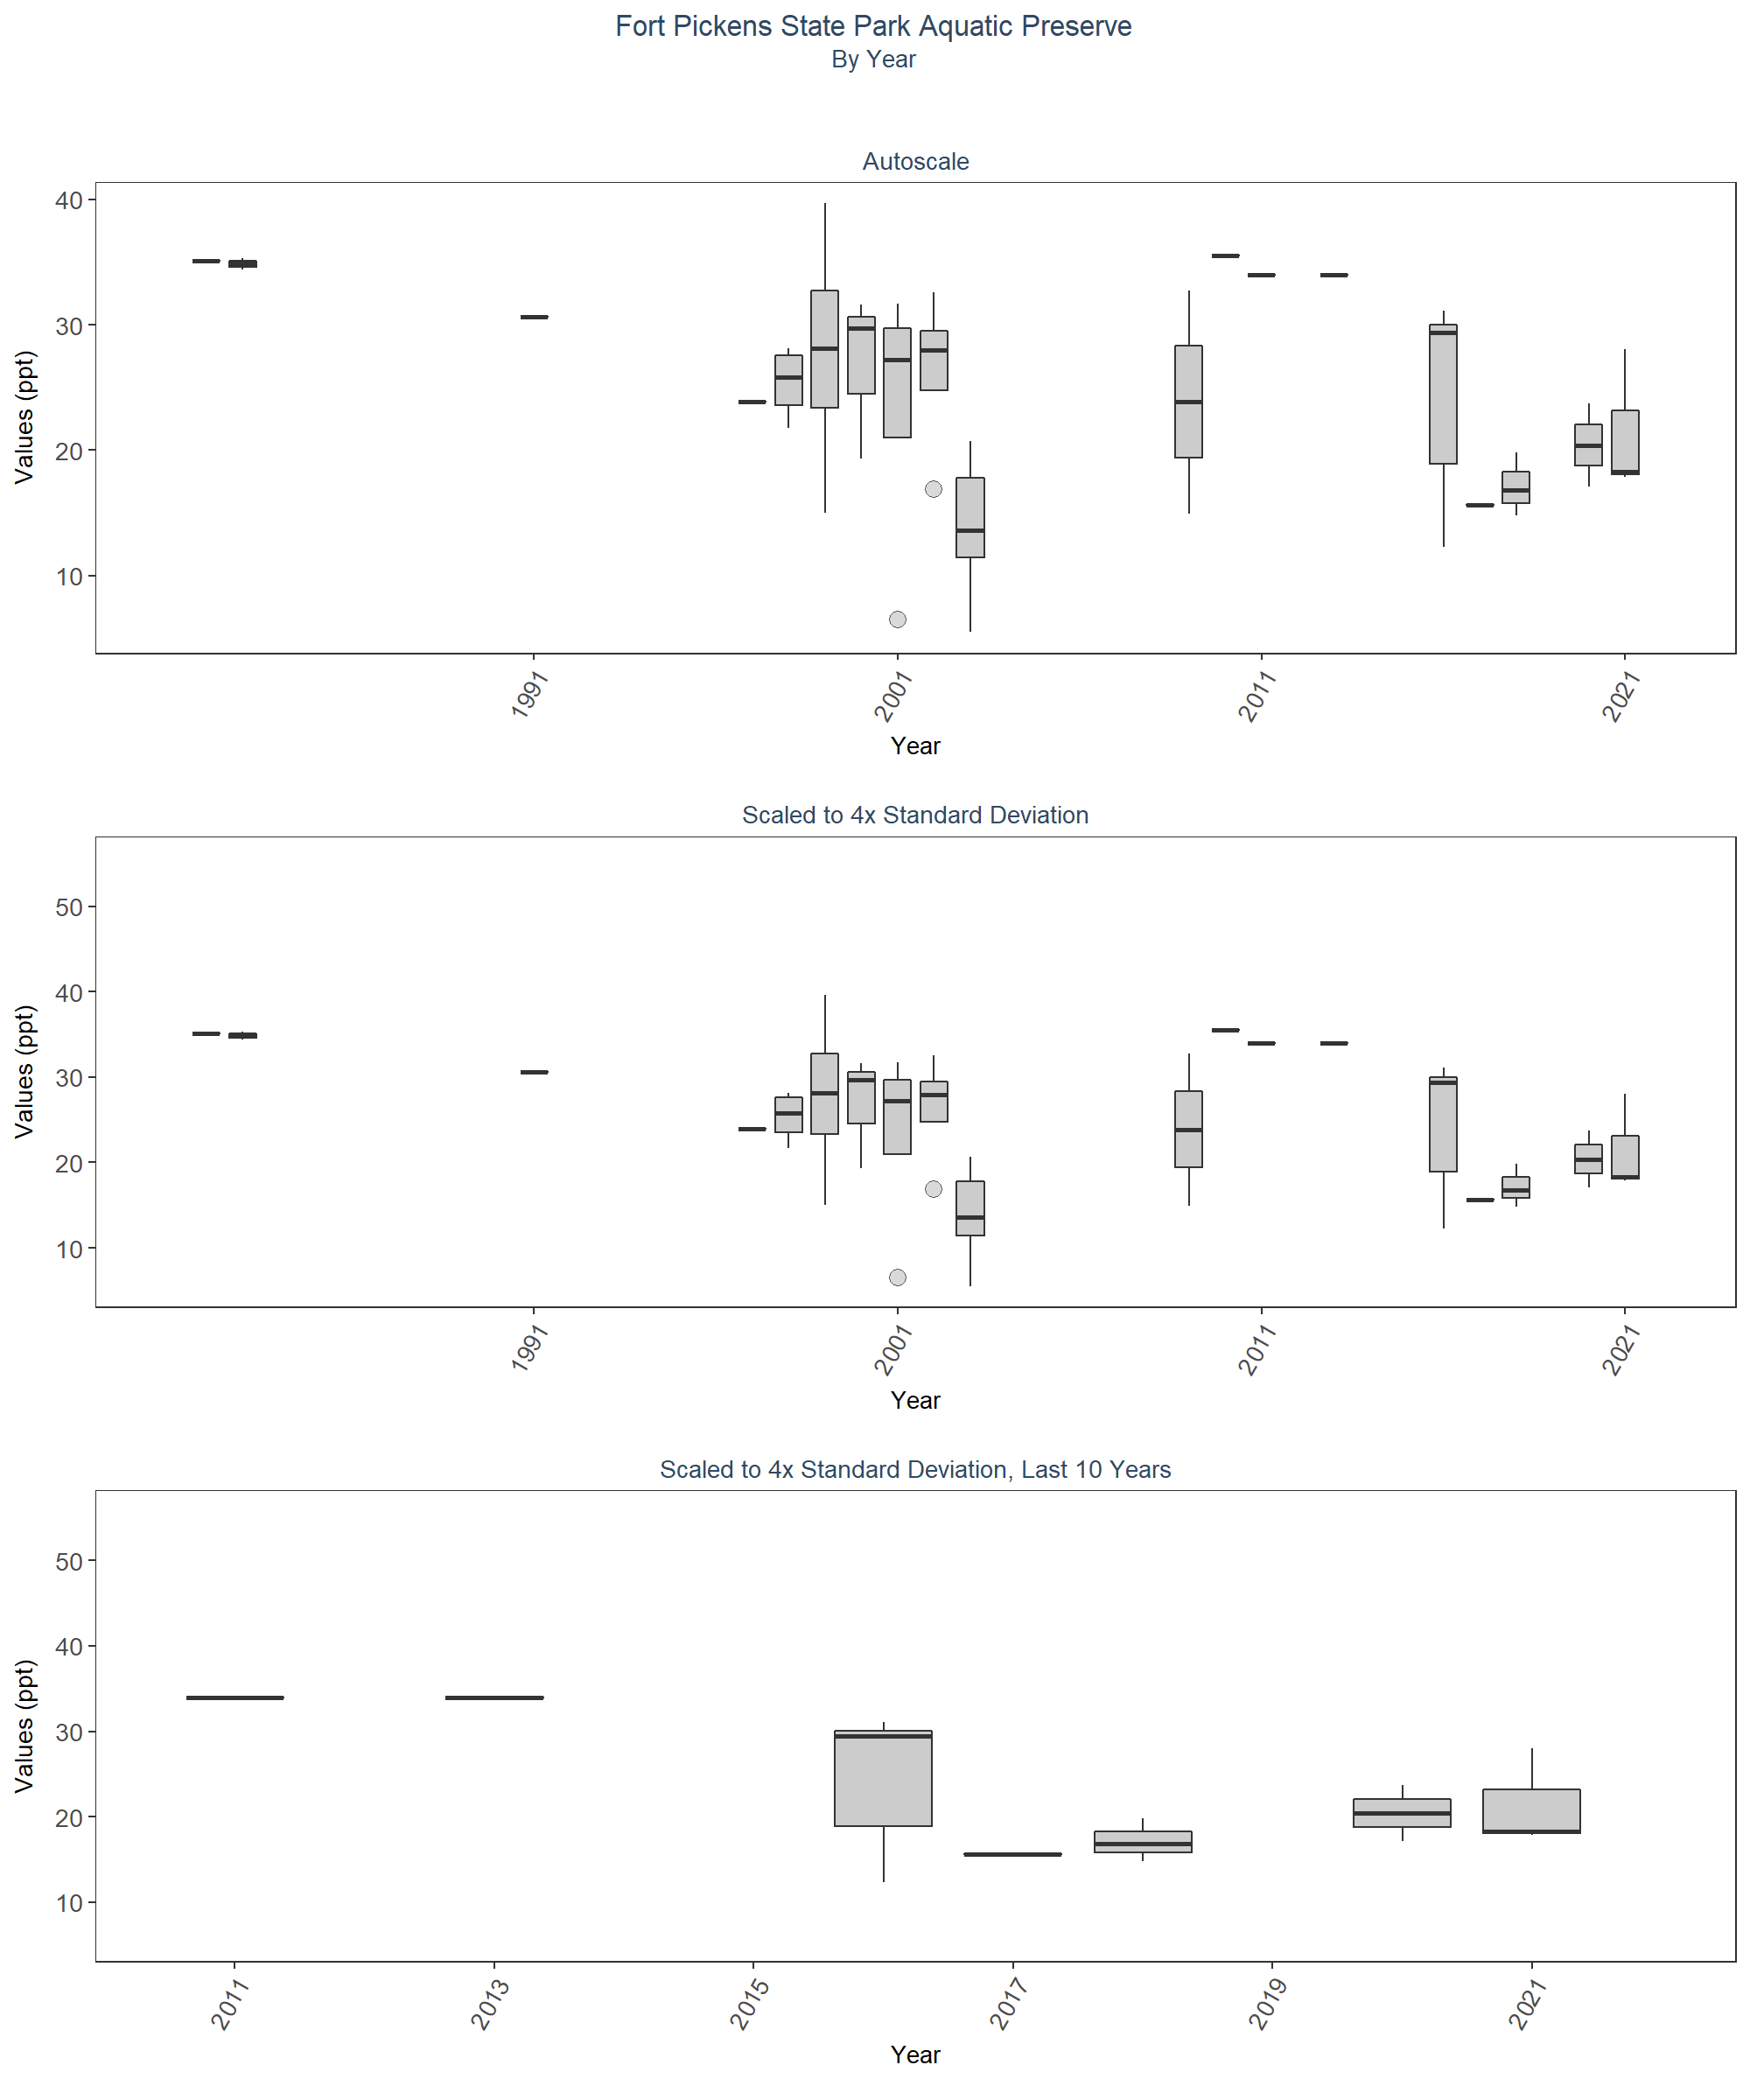 Fort Pickens State Park Aquatic Preserve
By Year
Autoscale
Values (ppt)
40
30
20
10
1991
2001
2011
2021
Year
Scaled to 4x Standard Deviation
Values (ppt)
50
40
30
20
10
1991
2001
2011
2021
Year
Scaled to 4x Standard Deviation, Last 10 Years
Values (ppt)
50
40
30
20
10
2011
2013
2015
2017
2019
2021
Year